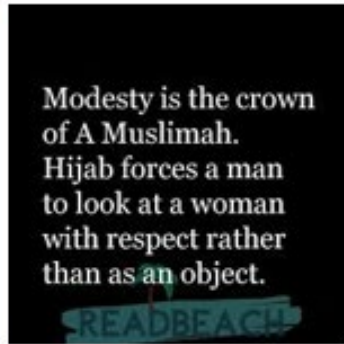 Modesty is the crown
of A Muslimah.
Hijab forces a man
to look at a woman
with respect rather
than as an object.
READBEACH